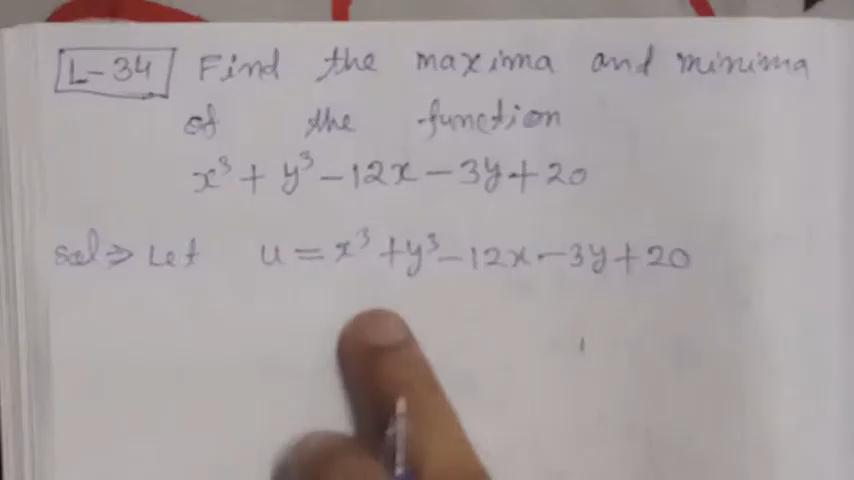 L-34 Find the maxima and minima
of the function
x³ + y³ - 12x - 3y + 20
sol⇒ Let u = x³ + y³ - 12x - 3y + 20